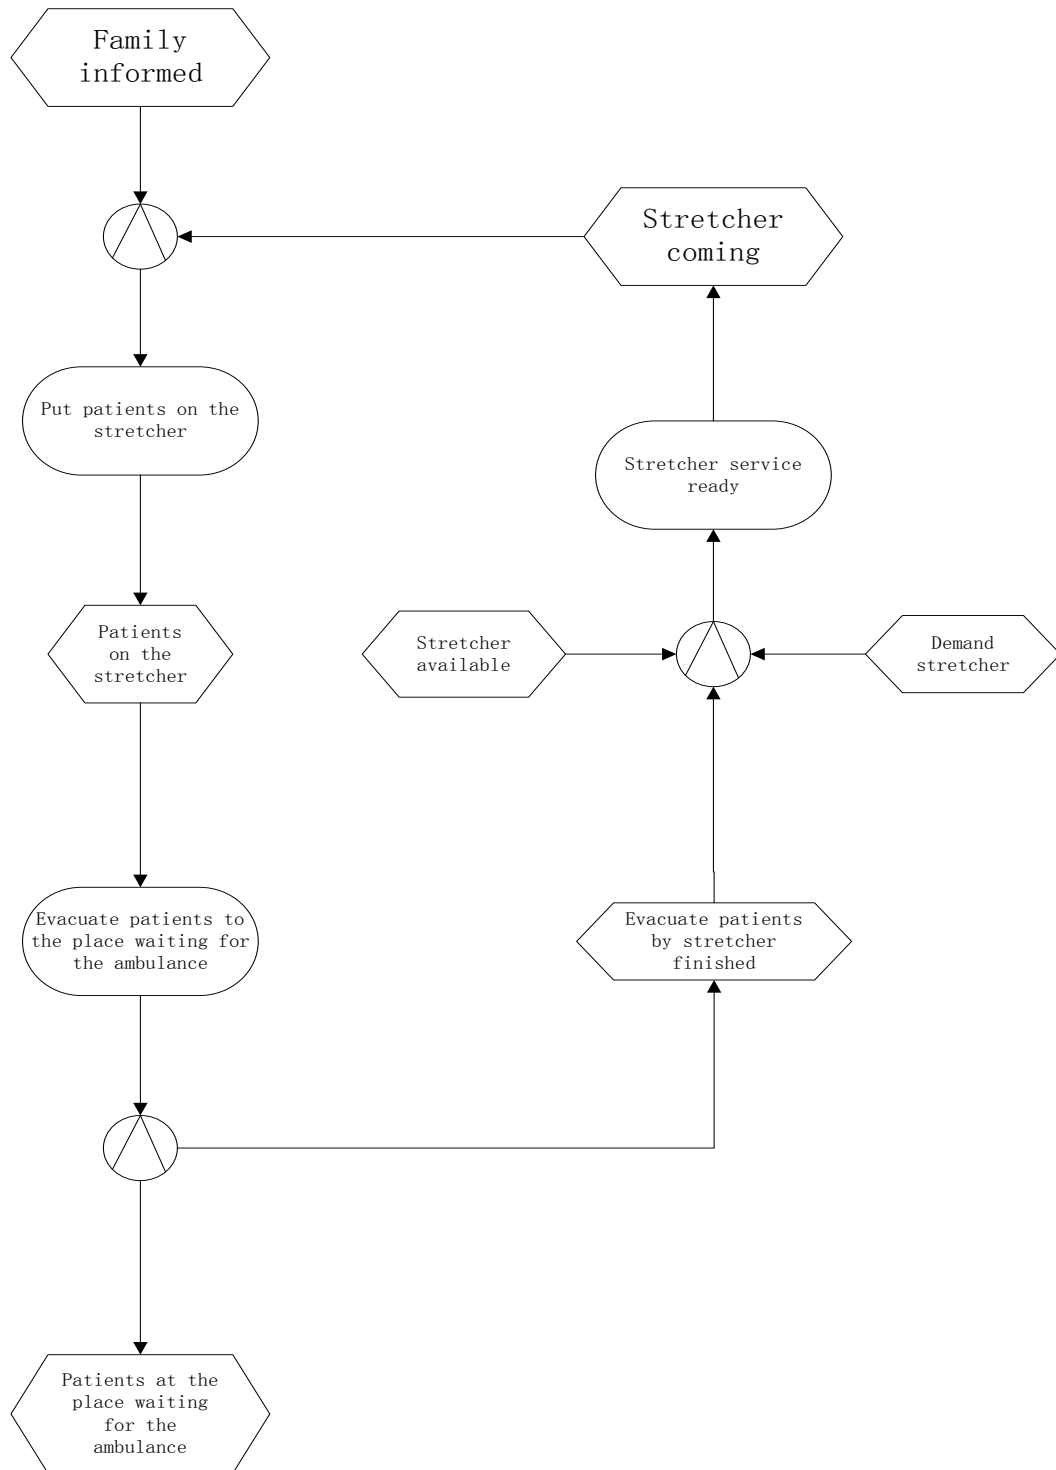 Family
informed
Stretcher
coming
Put patients on the
stretcher
Stretcher service
ready
Patients
on the
stretcher
Stretcher
available
Demand
stretcher
Evacuate patients to
the place waiting for
the ambulance
Evacuate patients
by stretcher
finished
Patients at the
place waiting
for the
ambulance